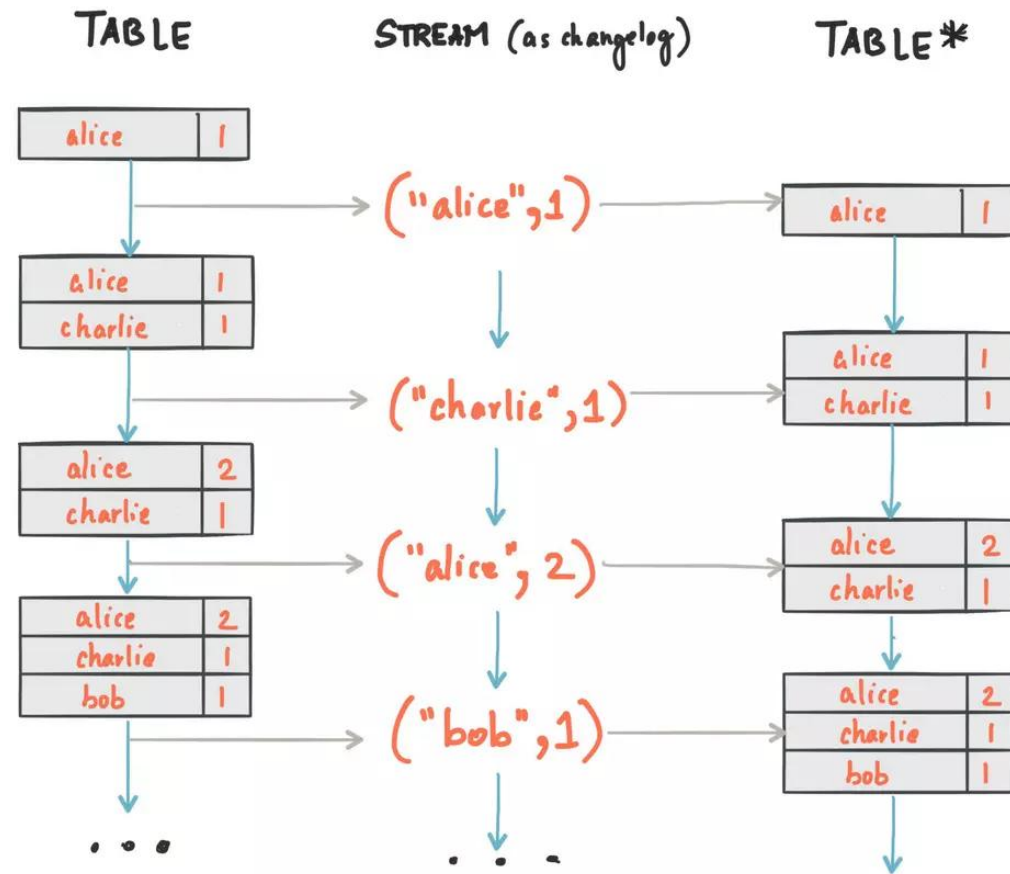 TABLE STREAM (as changelog) TABLE*
alice 1
("alice",1)
alice 1
alice 1
charlie 1
("charlie",1)
alice 1
charlie 1
alice 2
charlie 1
("alice", 2)
alice 2
charlie 1
alice 2
charlie 1
bob 1
("bob",1)
alice 2
charlie 1
bob 1